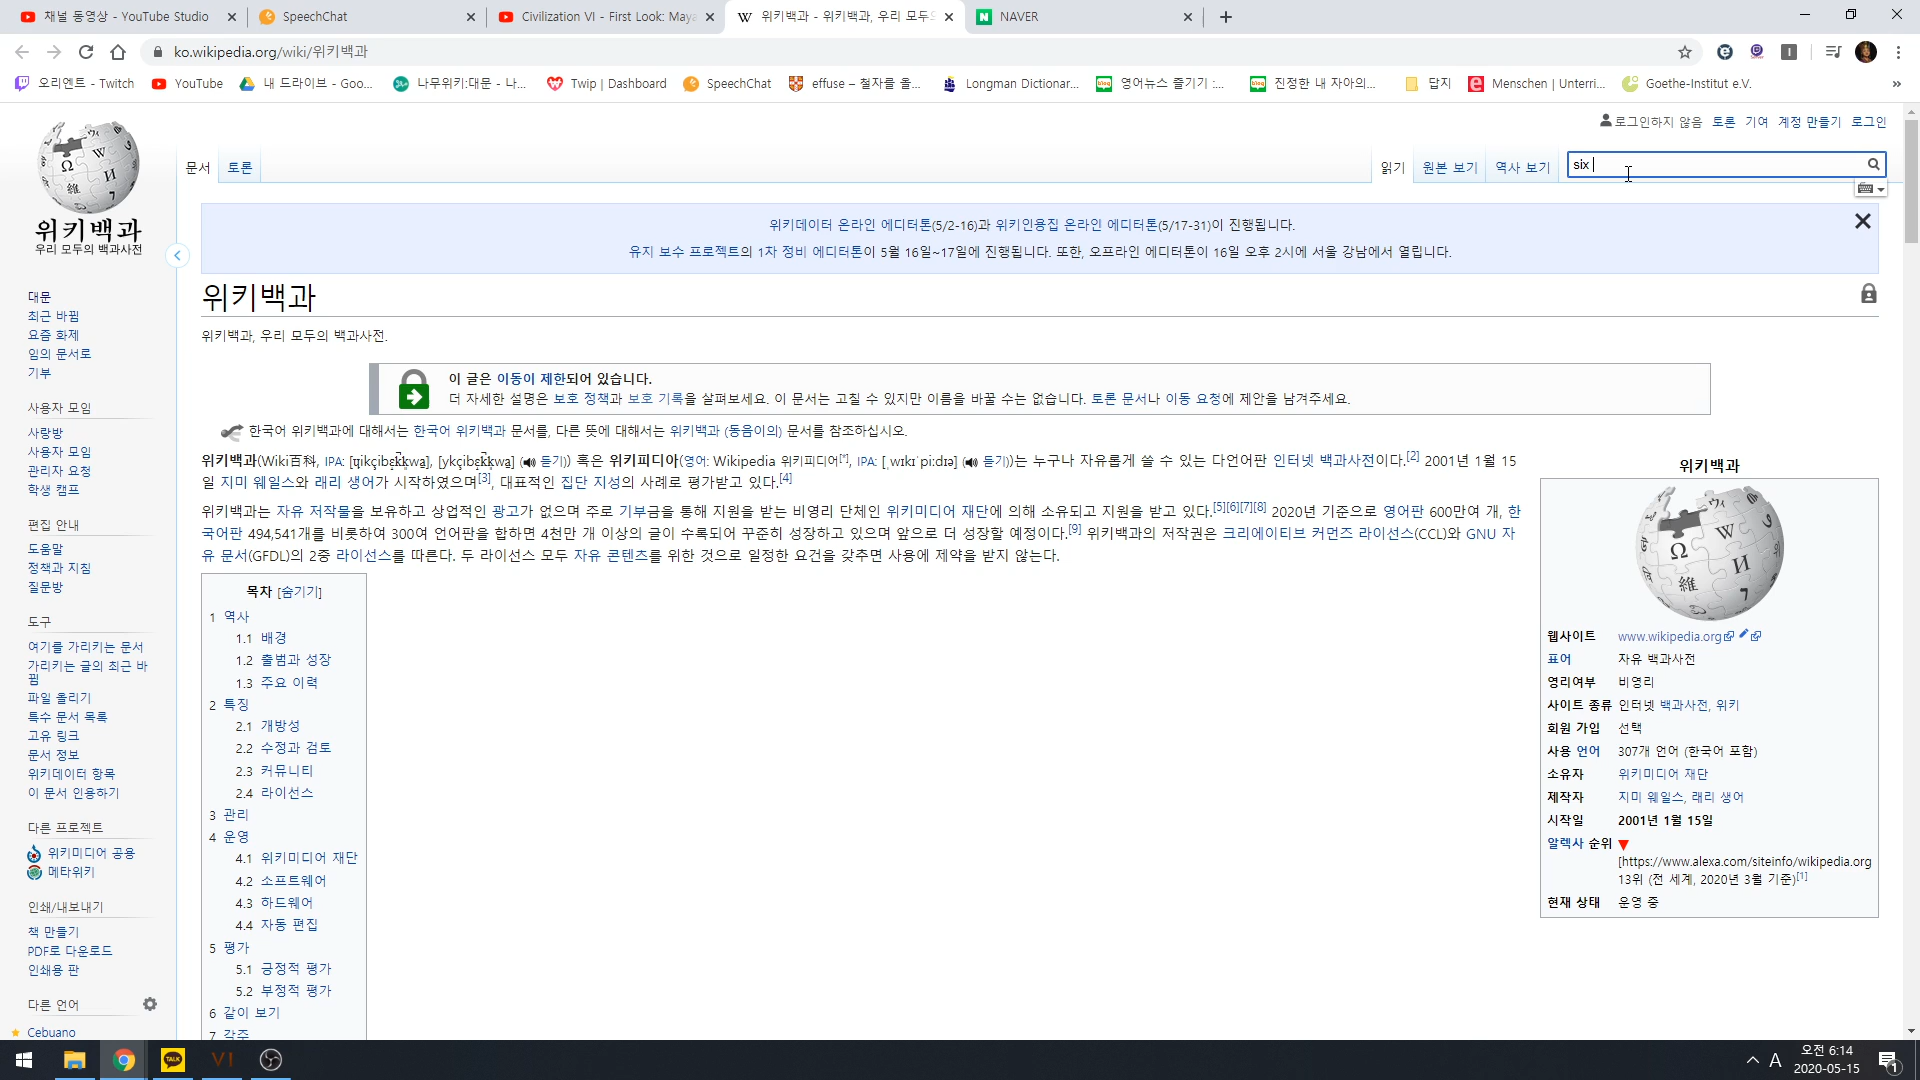 채널 동영상 - YouTube Studio
SpeechChat
Civilization VI - First Look: Maya
위키백과 - 위키백과, 우리 모두의
NAVER
ko.wikipedia.org/wiki/위키백과
오리엔트 - Twitch
YouTube
내 드라이브 - Goo...
나무위키:대문 - 나...
Twip | Dashboard
SpeechChat
effuse – 철자를 올...
Longman Dictionar...
영어뉴스 즐기기 :...
진정한 내 자아의...
답지
Menschen | Unterri...
Goethe-Institut e.V.
»
로그인하지 않음 토론 기여 계정 만들기 로그인
문서 토론
읽기 원본 보기 역사 보기
six
위키백과
우리 모두의 백과사전
위키데이터 온라인 에디터톤(5/2-16)과 위키인용집 온라인 에디터톤(5/17-31)이 진행됩니다.
유지 보수 프로젝트의 1차 정비 에디터톤이 5월 16일~17일에 진행됩니다. 또한, 오프라인 에디터톤이 16일 오후 2시에 서울 강남에서 열립니다.
대문
최근 바뀜
요즘 화제
임의 문서로
기부
사용자 모임
사랑방
사용자 모임
관리자 요청
학생 캠프
편집 안내
도움말
정책과 지침
질문방
도구
여기를 가리키는 문서
가리키는 글의 최근 바
뀜
파일 올리기
특수 문서 목록
고유 링크
문서 정보
위키데이터 항목
이 문서 인용하기
다른 프로젝트
위키미디어 공용
메타위키
인쇄/내보내기
책 만들기
PDF로 다운로드
인쇄용 판
다른 언어
Cebuano
위키백과
위키백과, 우리 모두의 백과사전.
이 글은 이동이 제한되어 있습니다.
더 자세한 설명은 보호 정책과 보호 기록을 살펴보세요. 이 문서는 고칠 수 있지만 이름을 바꿀 수는 없습니다. 토론 문서나 이동 요청에 제안을 남겨주세요.
한국어 위키백과에 대해서는 한국어 위키백과 문서를, 다른 뜻에 대해서는 위키백과 (동음이의) 문서를 참조하십시오.
위키백과(Wiki百科, IPA: 듣기)) 혹은 위키피디아(영어: Wikipedia 위키피디어[*], IPA: [ˌwɪkɪˈpiːdɪə] 듣기))는 누구나 자유롭게 쓸 수 있는 다언어판 인터넷 백과사전이다.[2] 2001년 1월 15
일 지미 웨일스와 래리 생어가 시작하였으며[3], 대표적인 집단 지성의 사례로 평가받고 있다.[4]
위키백과는 자유 저작물을 보유하고 상업적인 광고가 없으며 주로 기부금을 통해 지원을 받는 비영리 단체인 위키미디어 재단에 의해 소유되고 지원을 받고 있다.[5][6][7][8] 2020년 기준으로 영어판 600만여 개, 한
국어판 494,541개를 비롯하여 300여 언어판을 합하면 4천만 개 이상의 글이 수록되어 꾸준히 성장하고 있으며 앞으로 더 성장할 예정이다.[9] 위키백과의 저작권은 크리에이티브 커먼즈 라이선스(CCL)와 GNU 자
유 문서(GFDL)의 2중 라이선스를 따른다. 두 라이선스 모두 자유 콘텐츠를 위한 것으로 일정한 요건을 갖추면 사용에 제약을 받지 않는다.
목차 [숨기기]
1 역사
1.1 배경
1.2 출범과 성장
1.3 주요 이력
2 특징
2.1 개방성
2.2 수정과 검토
2.3 커뮤니티
2.4 라이선스
3 관리
4 운영
4.1 위키미디어 재단
4.2 소프트웨어
4.3 하드웨어
4.4 자동 편집
5 평가
5.1 긍정적 평가
5.2 부정적 평가
6 같이 보기
7 각주
위키백과
웹사이트 www.wikipedia.org
표어 자유 백과사전
영리여부 비영리
사이트 종류 인터넷 백과사전, 위키
회원 가입 선택
사용 언어 307개 언어 (한국어 포함)
소유자 위키미디어 재단
제작자 지미 웨일스, 래리 생어
시작일 2001년 1월 15일
알렉사 순위 ▼
[https://www.alexa.com/siteinfo/wikipedia.org
13위 (전 세계, 2020년 3월 기준)[1]
현재 상태 운영 중
TALK
VI
A
오전 6:14
2020-05-15
1